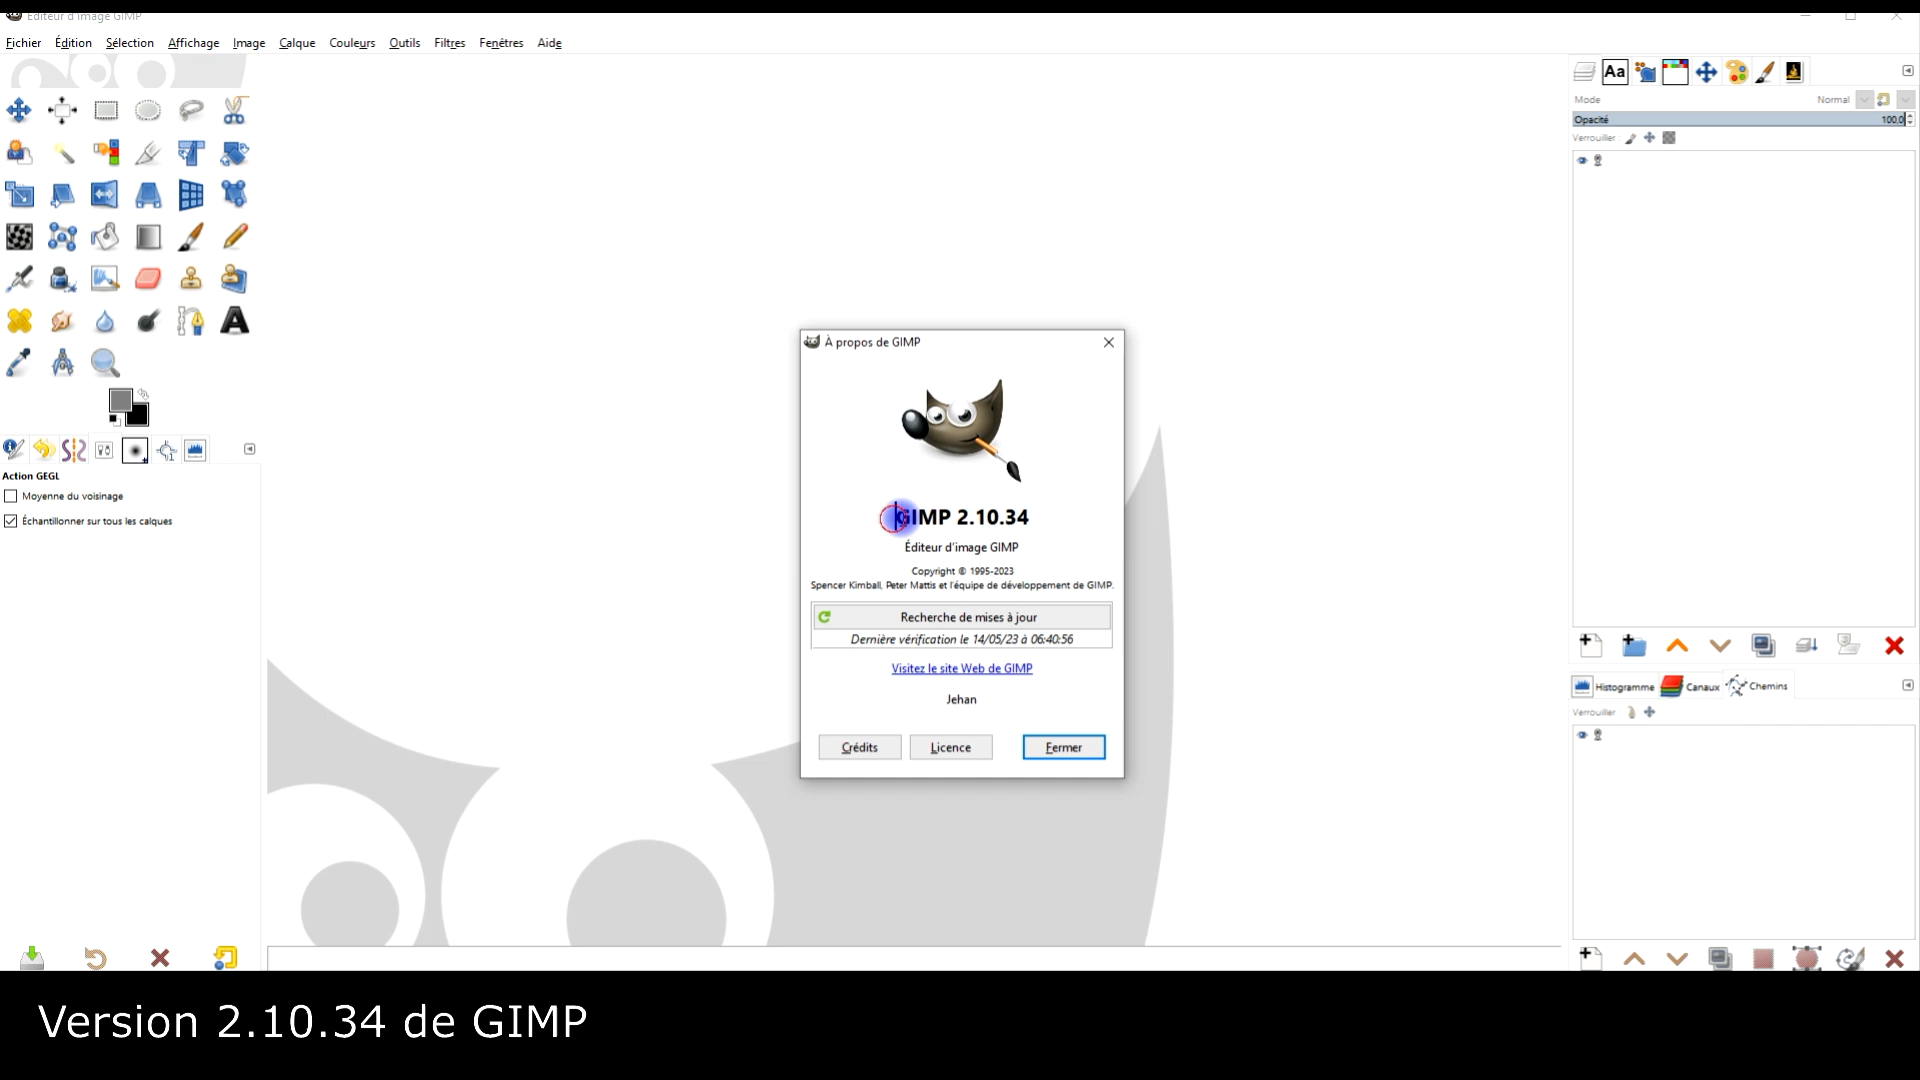 Éditeur d'image GIMP
Fichier Édition Sélection Affichage Image Calque Couleurs Outils Filtres Fenêtres Aide
Aa
Mode Normal
Opacité 100,0
Verrouiller :
Action GEGL
Moyenne du voisinage
Échantillonner sur tous les calques
À propos de GIMP
GIMP 2.10.34
Éditeur d'image GIMP
Copyright © 1995-2023
Spencer Kimball, Peter Mattis et l'équipe de développement de GIMP.
Recherche de mises à jour
Dernière vérification le 14/05/23 à 06:40:56
Visitez le site Web de GIMP
Jehan
Crédits Licence Fermer
Histogramme Canaux Chemins
Verrouiller
Version 2.10.34 de GIMP